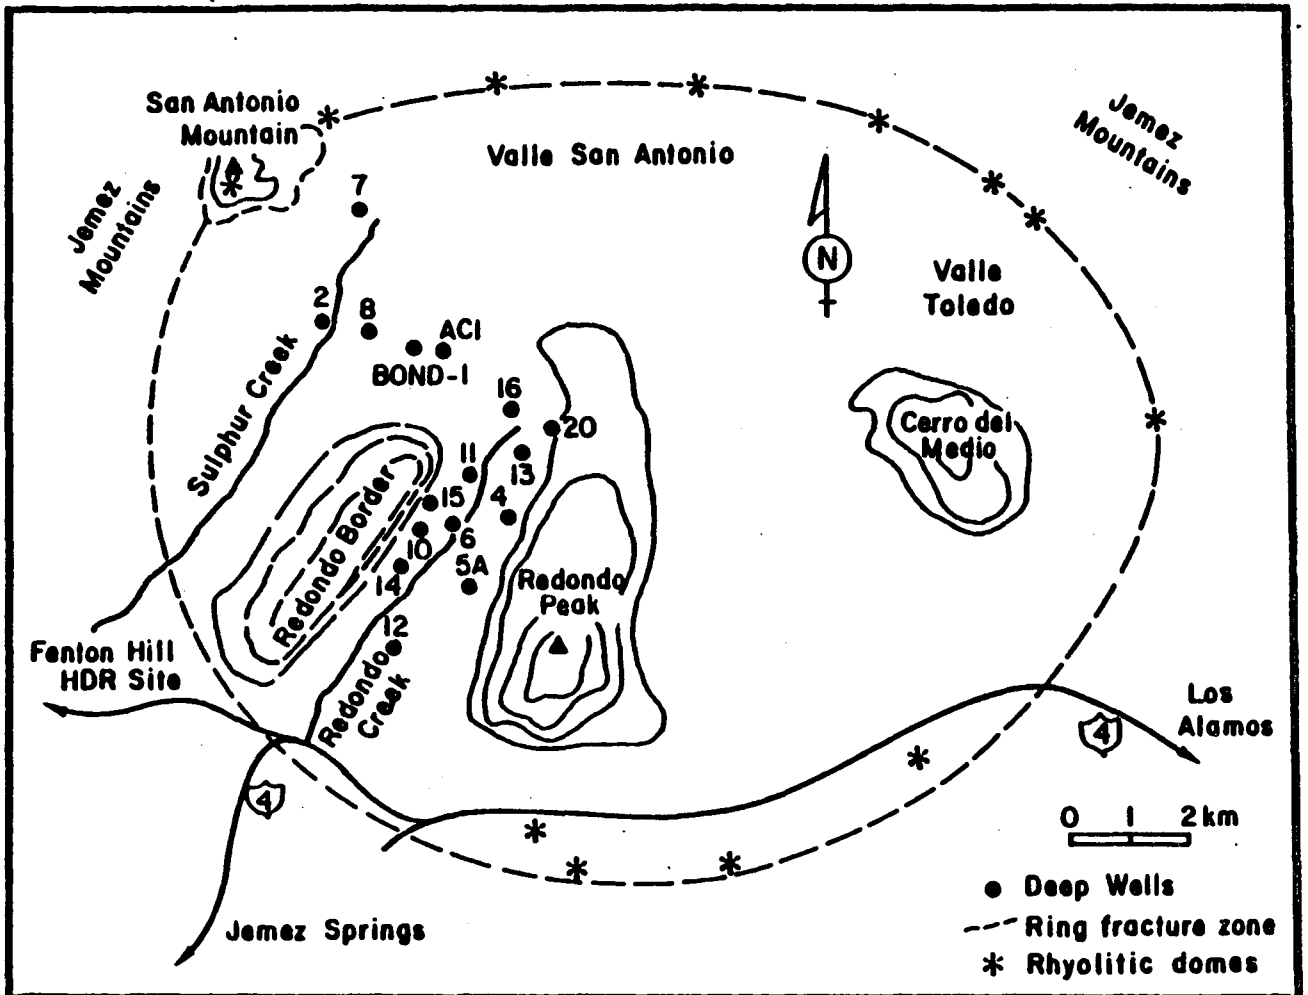 San Antonio
Mountain
Jemez
Mountains
Valle San Antonio
Jemez
Mountains
7
N
Valle
Toledo
2
8
AC1
BOND-1
Sulphur Creek
16
20
Cerro del
Medio
11
13
15
4
Redondo Border
10
6
5A
14
Redondo
Peak
12
Fenton Hill
HDR Site
Redondo
Creek
Los
Alamos
4
4
0 1 2 km
Deep Wells
Ring fracture zone
Rhyolitic domes
Jemez Springs